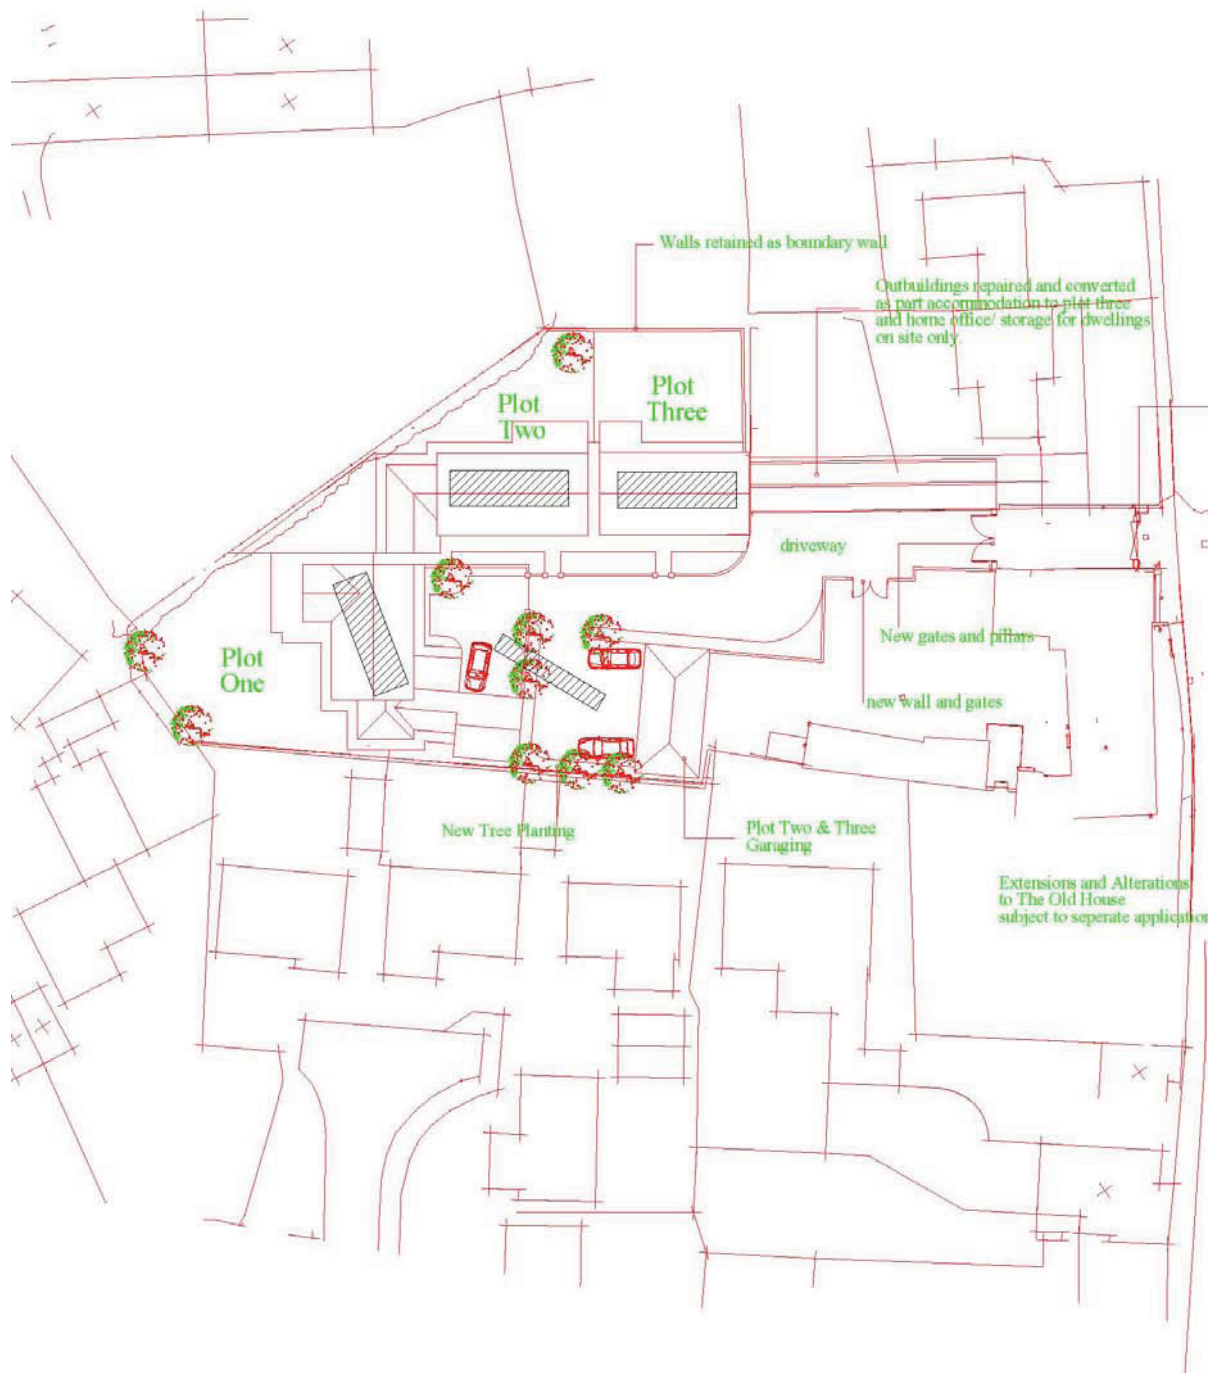 Walls retained as boundary wall
Outbuildings repaired and converted
as part accommodation to plot three
and home office/ storage for dwellings
on site only.
Plot
Two
Plot
Three
driveway
New gates and pillars
Plot
One
new wall and gates
New Tree Planting
Plot Two & Three
Garaging
Extensions and Alterations
to The Old House
subject to seperate application